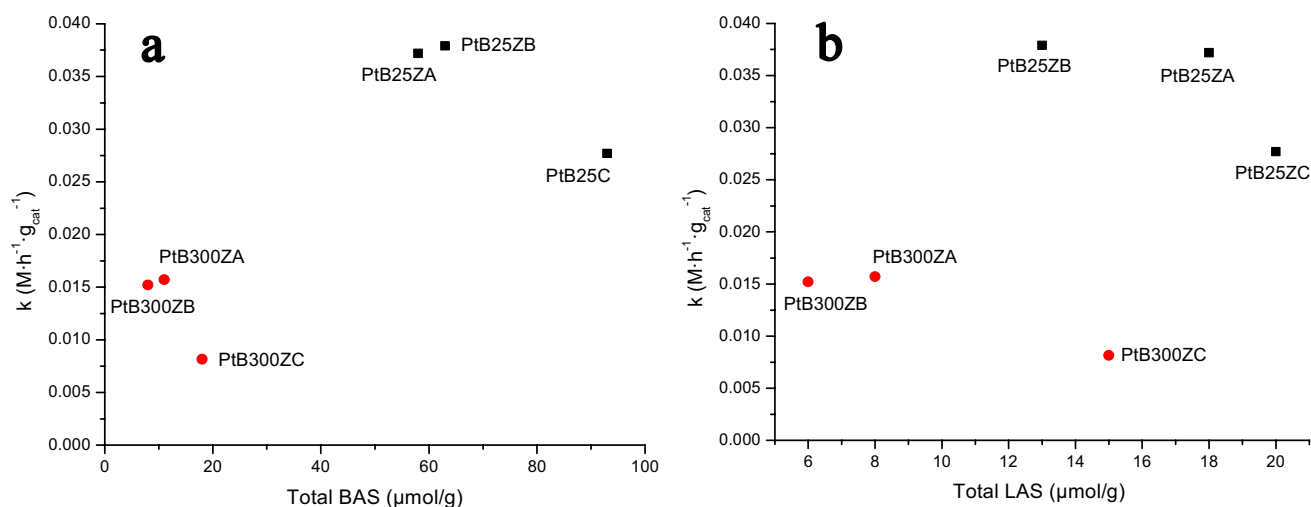 a
0.040
0.035
0.030
0.025
0.020
0.015
0.010
0.005
0.000
k (M·h⁻¹·g_cat⁻¹)
PtB25ZB
PtB25ZA
PtB25C
PtB300ZA
PtB300ZB
PtB300ZC
0 20 40 60 80 100
Total BAS (µmol/g)
b
0.040
0.035
0.030
0.025
0.020
0.015
0.010
0.005
0.000
k (M·h⁻¹·g_cat⁻¹)
PtB25ZB
PtB25ZA
PtB25ZC
PtB300ZA
PtB300ZB
PtB300ZC
6 8 10 12 14 16 18 20
Total LAS (µmol/g)